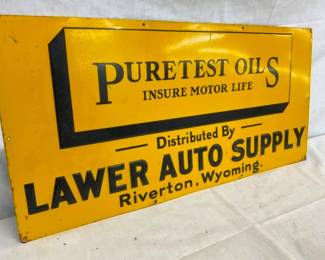 PURETEST OILS
INSURE MOTOR LIFE
Distributed By
LAWER AUTO SUPPLY
Riverton, Wyoming.